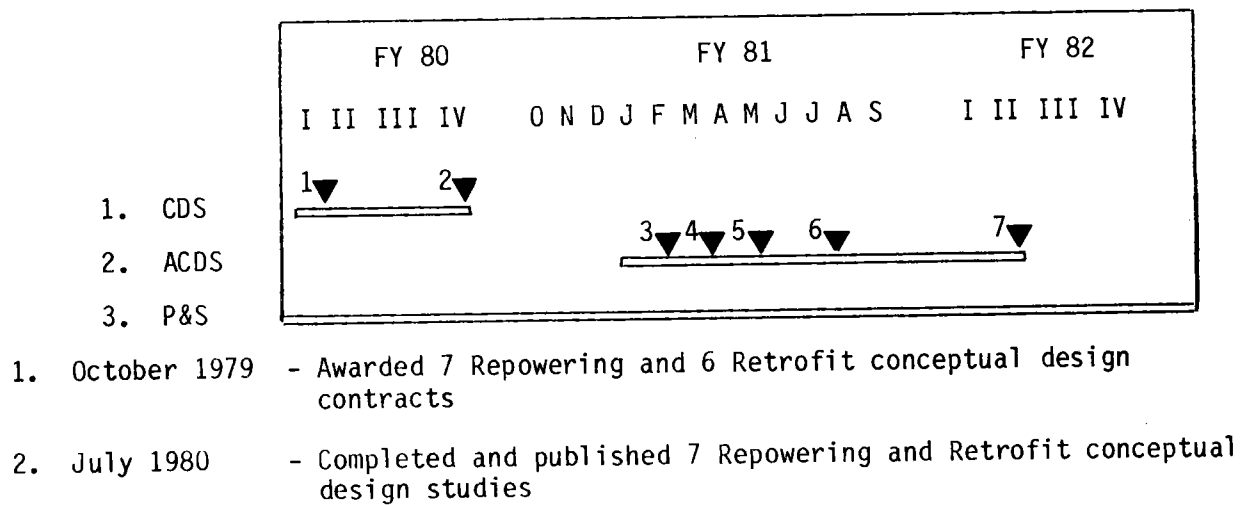 FY 80 FY 81 FY 82
I II III IV O N D J F M A M J J A S I II III IV
1 2
1. CDS
3 4 5 6 7
2. ACDS
3. P&S
1. October 1979 - Awarded 7 Repowering and 6 Retrofit conceptual design
contracts
2. July 1980 - Completed and published 7 Repowering and Retrofit conceptual
design studies